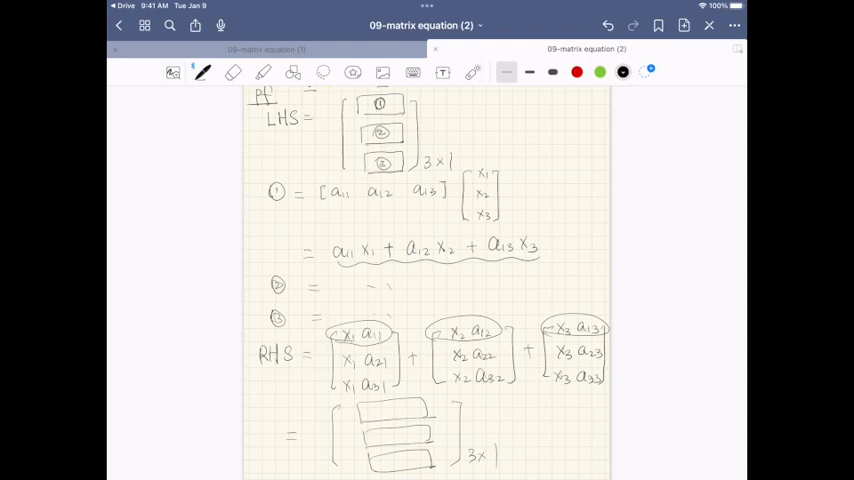 Drive 9:41 AM Tue Jan 9
100%
09-matrix equation (2)
09-matrix equation (1)
09-matrix equation (2)
Pf
LHS = [ ① ② ③ ] 3×1
① = [a11 a12 a13] [x1 x2 x3]
= a11 x1 + a12 x2 + a13 x3
② =
③ =
RHS = [x1 a11 x1 a21 x1 a31] + [x2 a12 x2 a22 x2 a32] + [x3 a13 x3 a23 x3 a33]
= [ ] 3×1